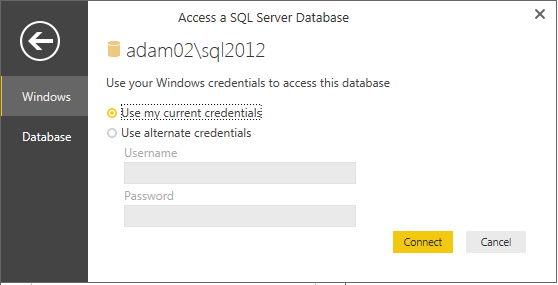 Access a SQL Server Database
adam02\sql2012
Use your Windows credentials to access this database
Windows
Database
Use my current credentials
Use alternate credentials
Username
Password
Connect
Cancel